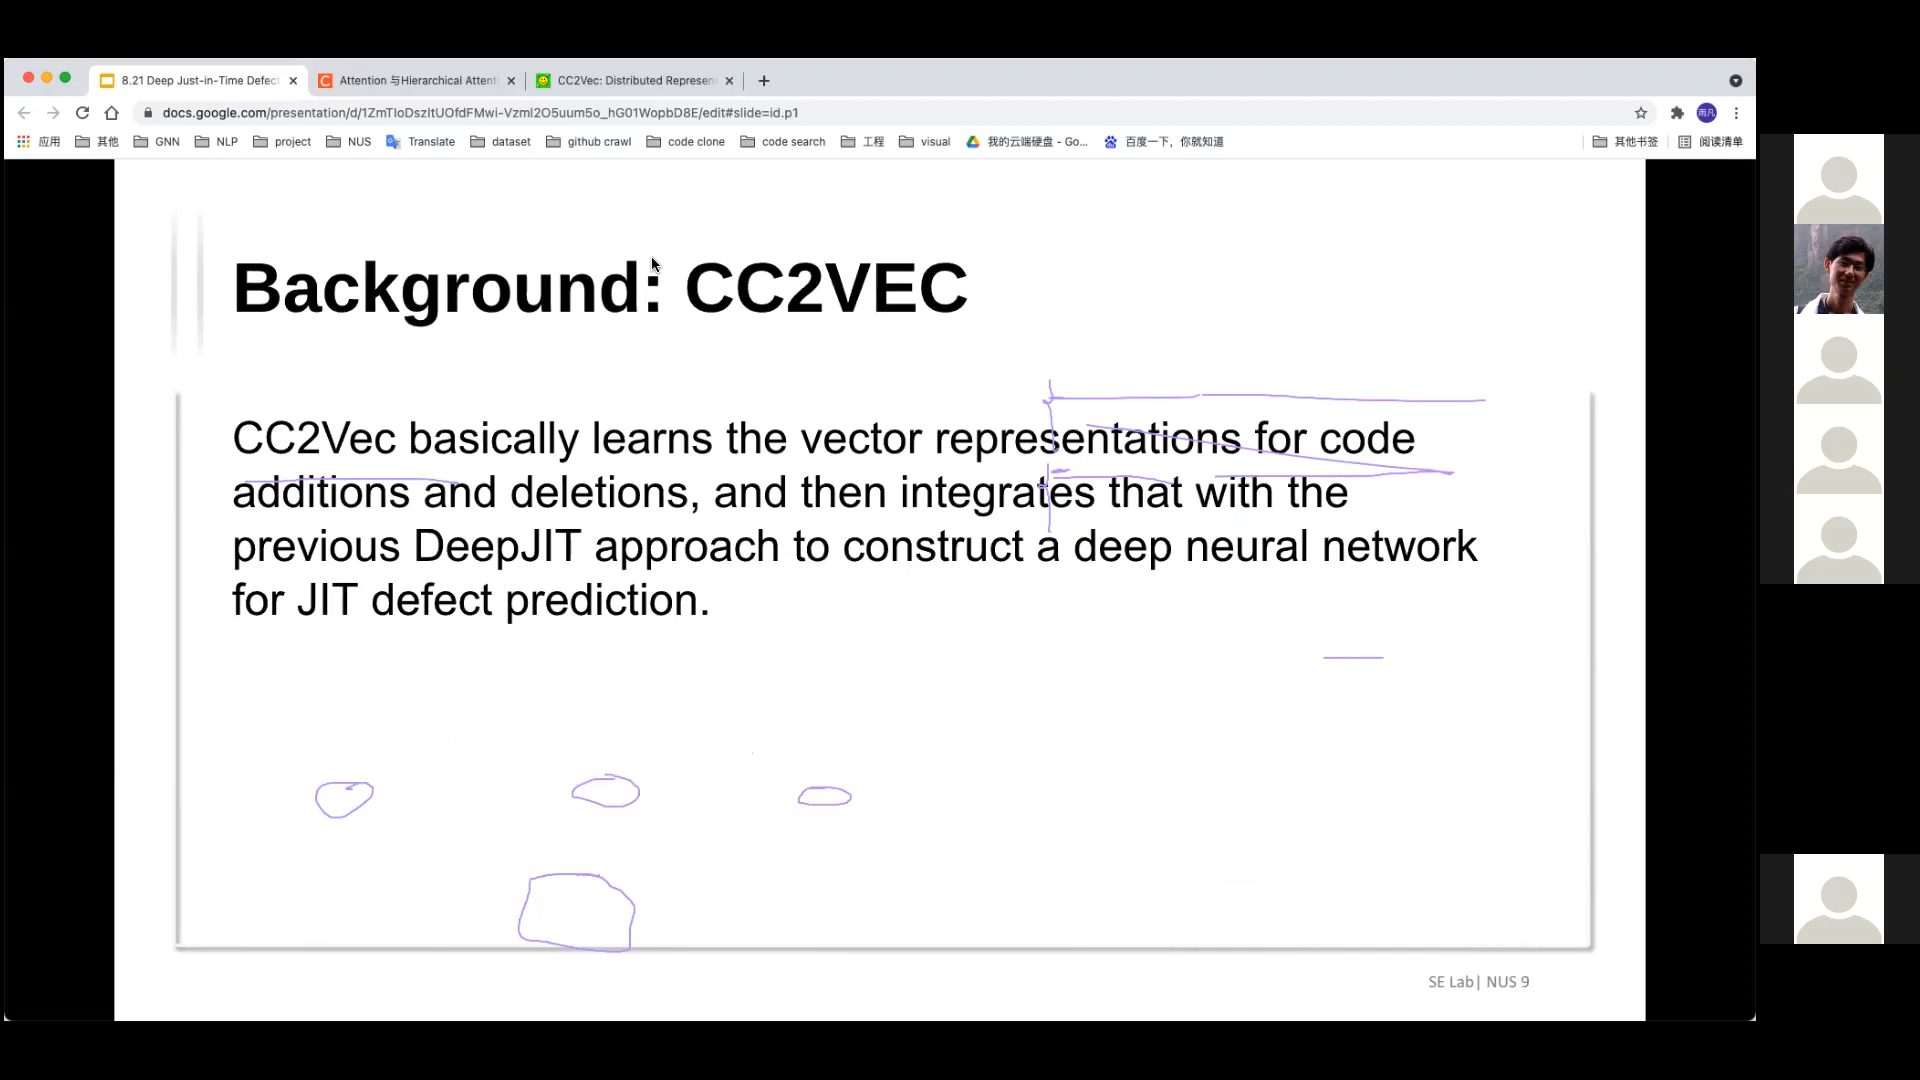 8.21 Deep Just-in-Time Defect
Attention 与Hierarchical Attent
CC2Vec: Distributed Represen
docs.google.com/presentation/d/1ZmTIoDszltUOfdFMwi-Vzml2O5uum5o_hG01WopbD8E/edit#slide=id.p1
雨凡
应用 其他 GNN NLP project NUS Translate dataset github crawl code clone code search 工程 visual 我的云端硬盘 - Go... 百度一下，你就知道 其他书签 阅读清单
Background: CC2VEC
CC2Vec basically learns the vector representations for code
additions and deletions, and then integrates that with the
previous DeepJIT approach to construct a deep neural network
for JIT defect prediction.
SE Lab| NUS 9